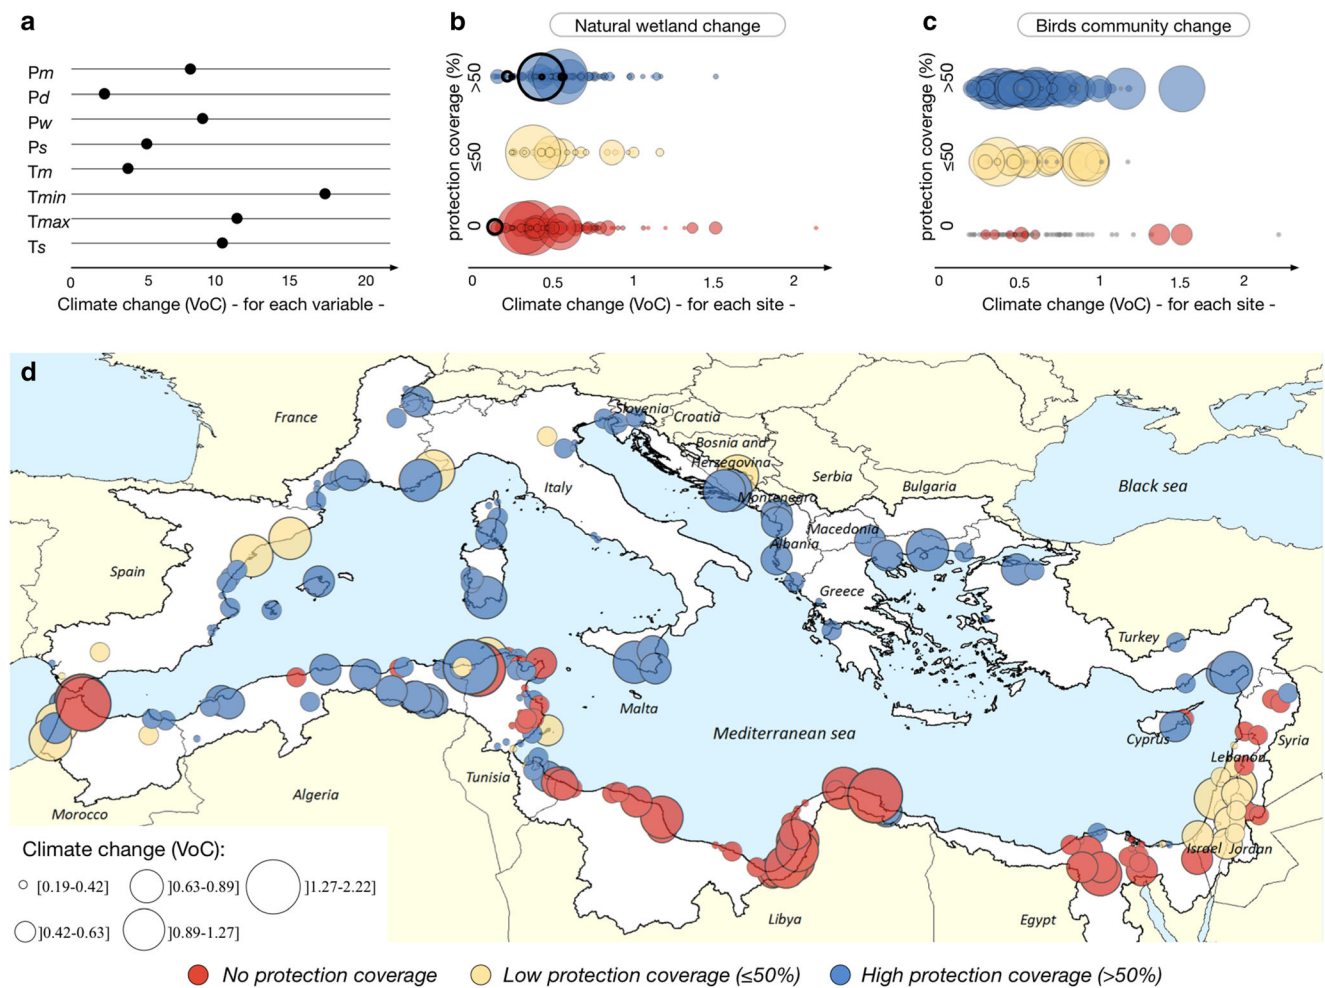 a
Pm
Pd
Pw
Ps
Tm
Tmin
Tmax
Ts
0 5 10 15 20
Climate change (VoC) - for each variable -
b
Natural wetland change
protection coverage (%)
>50
≤50
0
0 0.5 1 1.5 2
Climate change (VoC) - for each site -
c
Birds community change
protection coverage (%)
>50
≤50
0
0 0.5 1 1.5 2
Climate change (VoC) - for each site -
d
France
Slovenia
Croatia
Bosnia and
Herzegovina
Serbia
Italy
Bulgaria
Black sea
Montenegro
Macedonia
Albania
Spain
Greece
Turkey
Malta
Mediterranean sea
Cyprus
Syria
Lebanon
Tunisia
Algeria
Morocco
Israel
Jordan
Libya
Egypt
Climate change (VoC):
[0.19-0.42] ]0.63-0.89] ]1.27-2.22]
]0.42-0.63] ]0.89-1.27]
No protection coverage Low protection coverage (≤50%) High protection coverage (>50%)